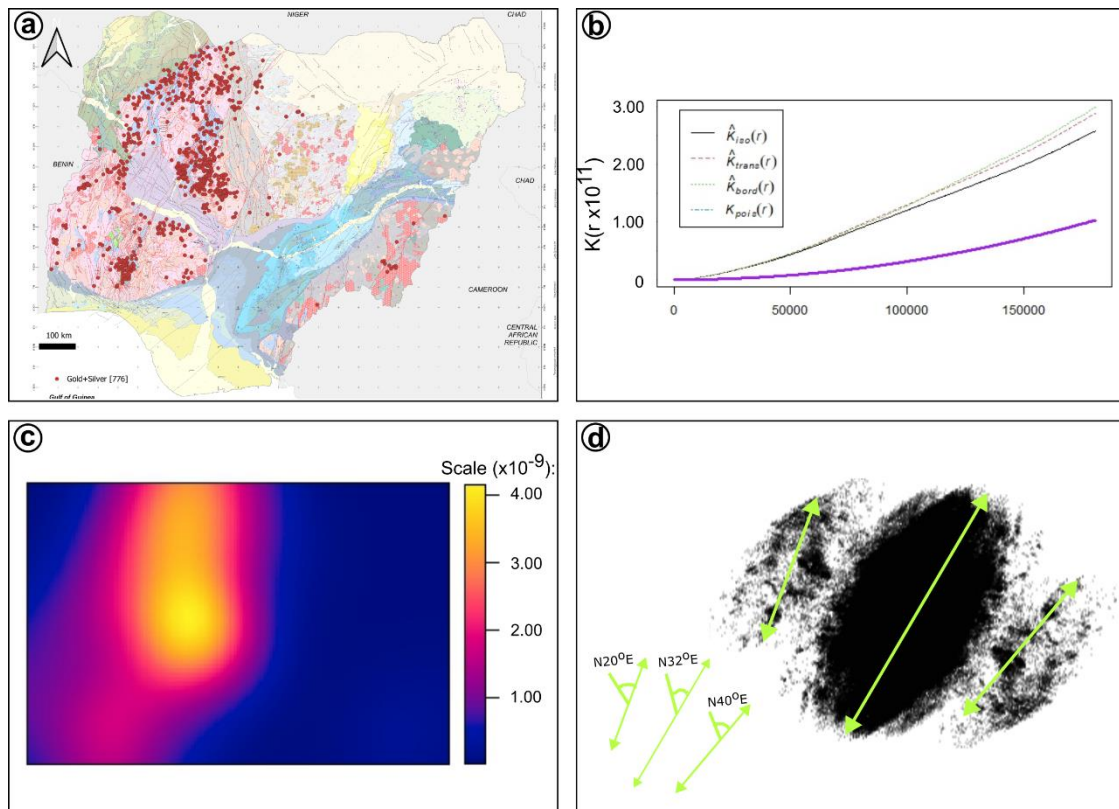 a
NIGER
CHAD
BENIN
CHAD
CAMEROON
CENTRAL
AFRICAN
REPUBLIC
100 km
Gold+Silver [776]
Gulf of Guinea
b
K(r x10^11)
3.00
2.00
1.00
0
K̂iso(r)
K̂trans(r)
K̂bord(r)
Kpois(r)
0 50000 100000 150000
c
Scale (x10^-9):
4.00
3.00
2.00
1.00
d
N20°E
N32°E
N40°E